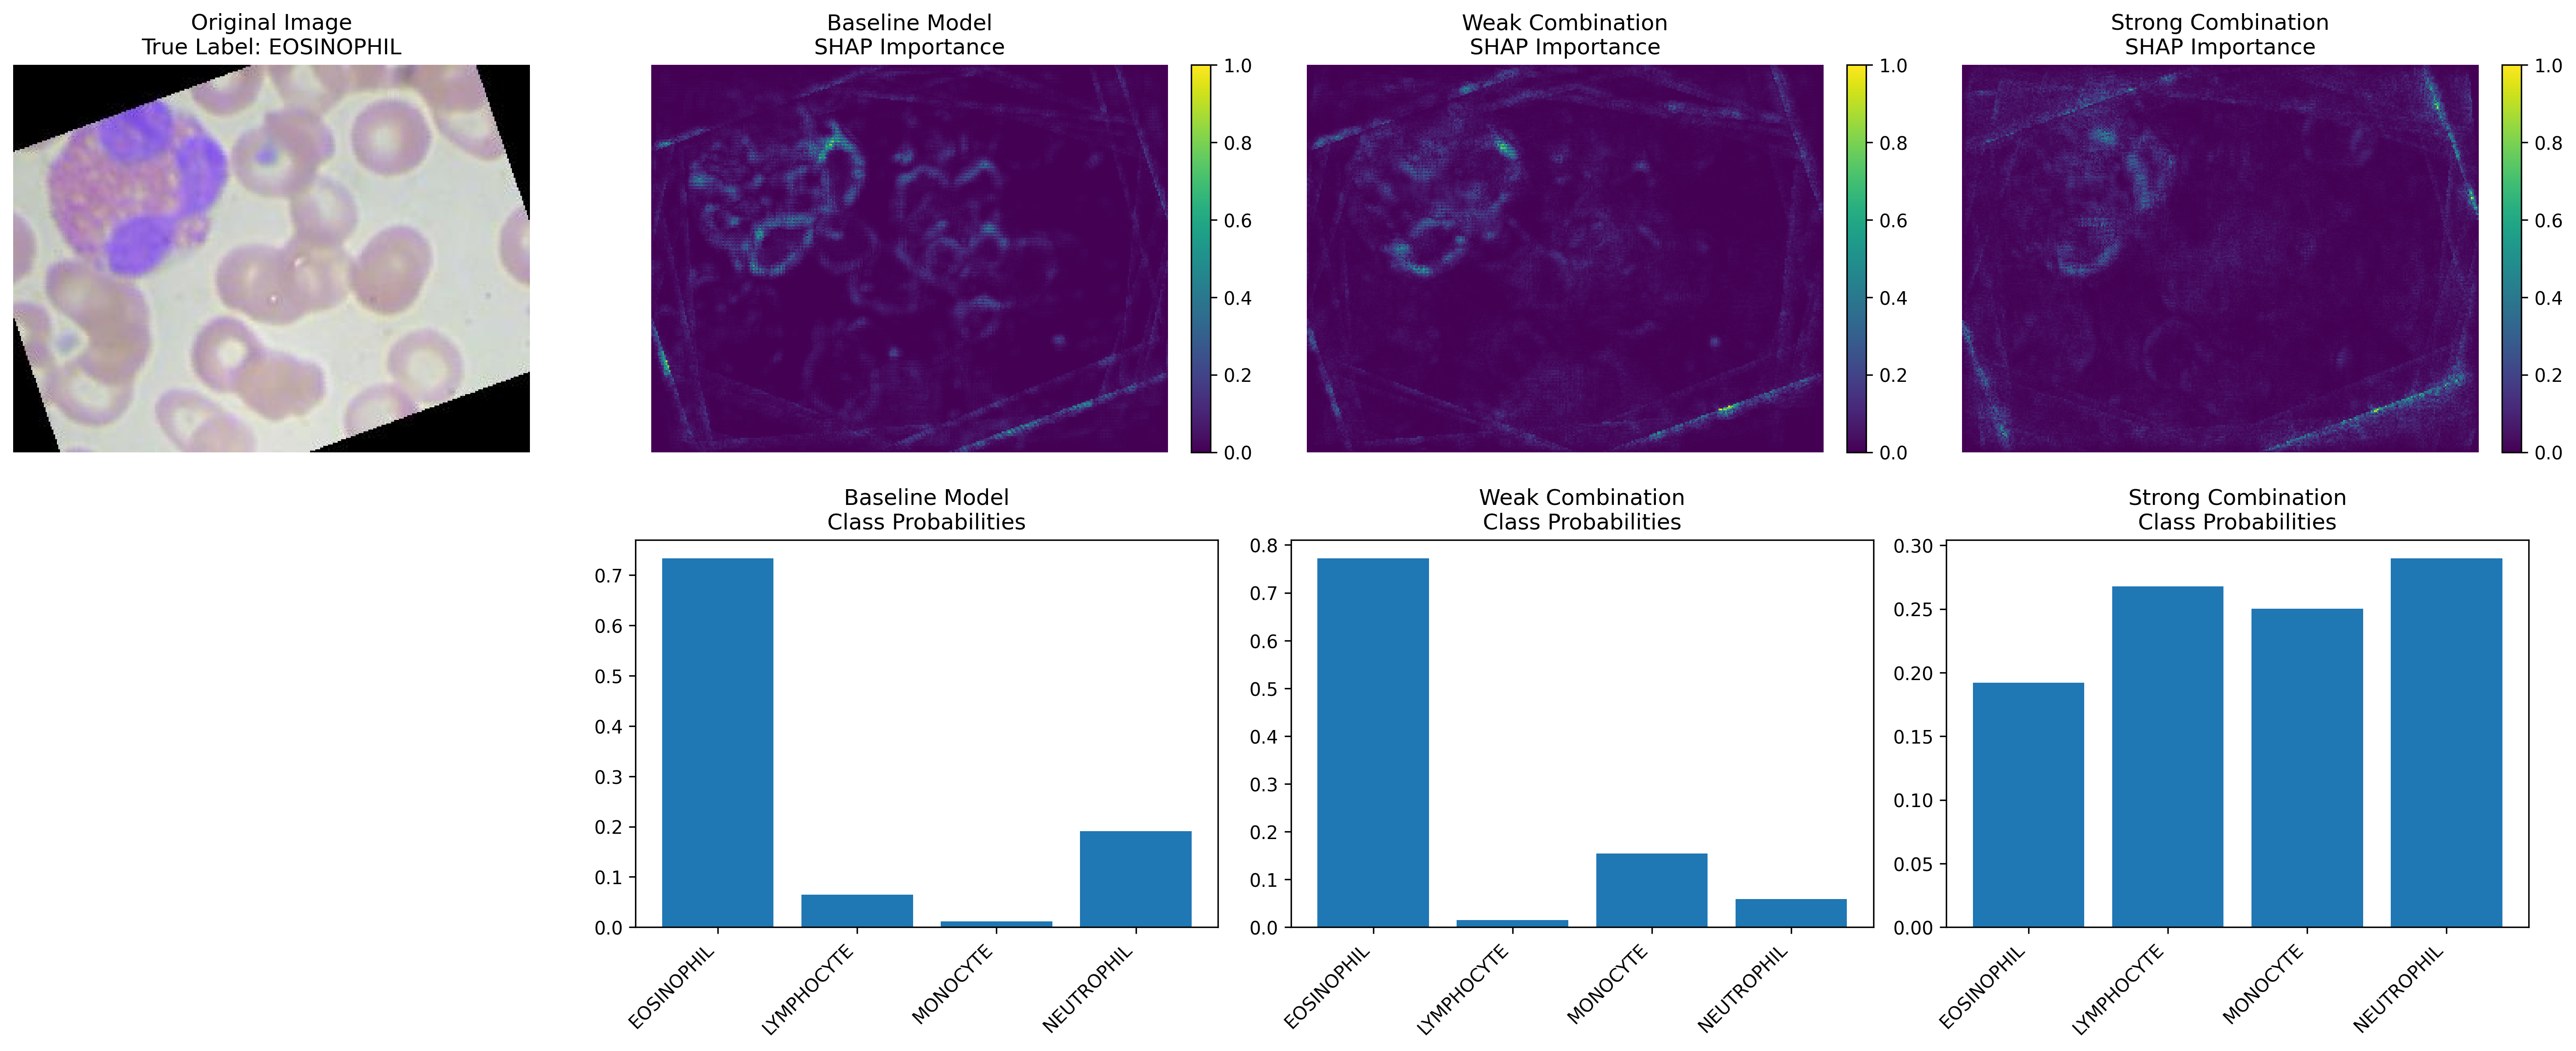 Original Image
True Label: EOSINOPHIL
Baseline Model
SHAP Importance
1.0
0.8
0.6
0.4
0.2
0.0
Weak Combination
SHAP Importance
1.0
0.8
0.6
0.4
0.2
0.0
Strong Combination
SHAP Importance
1.0
0.8
0.6
0.4
0.2
0.0
Baseline Model
Class Probabilities
0.7
0.6
0.5
0.4
0.3
0.2
0.1
0.0
EOSINOPHIL
LYMPHOCYTE
MONOCYTE
NEUTROPHIL
Weak Combination
Class Probabilities
0.8
0.7
0.6
0.5
0.4
0.3
0.2
0.1
0.0
EOSINOPHIL
LYMPHOCYTE
MONOCYTE
NEUTROPHIL
Strong Combination
Class Probabilities
0.30
0.25
0.20
0.15
0.10
0.05
0.00
EOSINOPHIL
LYMPHOCYTE
MONOCYTE
NEUTROPHIL